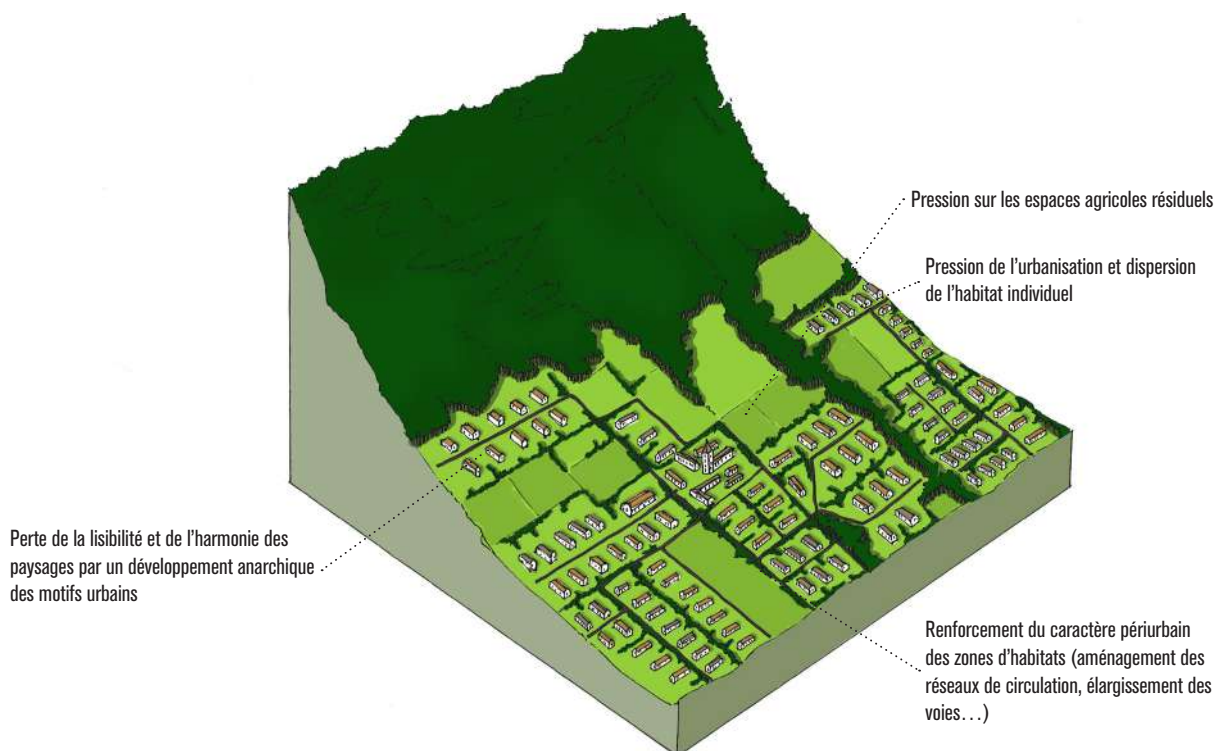 Pression sur les espaces agricoles résiduels
Pression de l'urbanisation et dispersion
de l'habitat individuel
Perte de la lisibilité et de l'harmonie des
paysages par un développement anarchique
des motifs urbains
Renforcement du caractère périurbain
des zones d'habitats (aménagement des
réseaux de circulation, élargissement des
voies…)